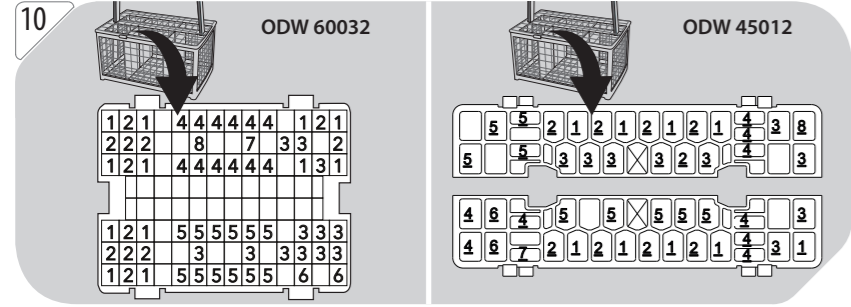 10
ODW 60032
1 2 1 4 4 4 4 4 4 1 2 1
2 2 2 8 7 3 3 2
1 2 1 4 4 4 4 4 4 1 3 1
1 2 1 5 5 5 5 5 5 3 3 3
2 2 2 3 3 3 3 3 3
1 2 1 5 5 5 5 5 5 6 6
ODW 45012
5 5 2 1 2 1 2 1 2 1 4 3 8
4
5 5 3 3 3 3 2 3 4 3
4 6 4 5 5 5 5 5 4 3
4
4 6 7 2 1 2 1 2 1 2 1 4 3 1